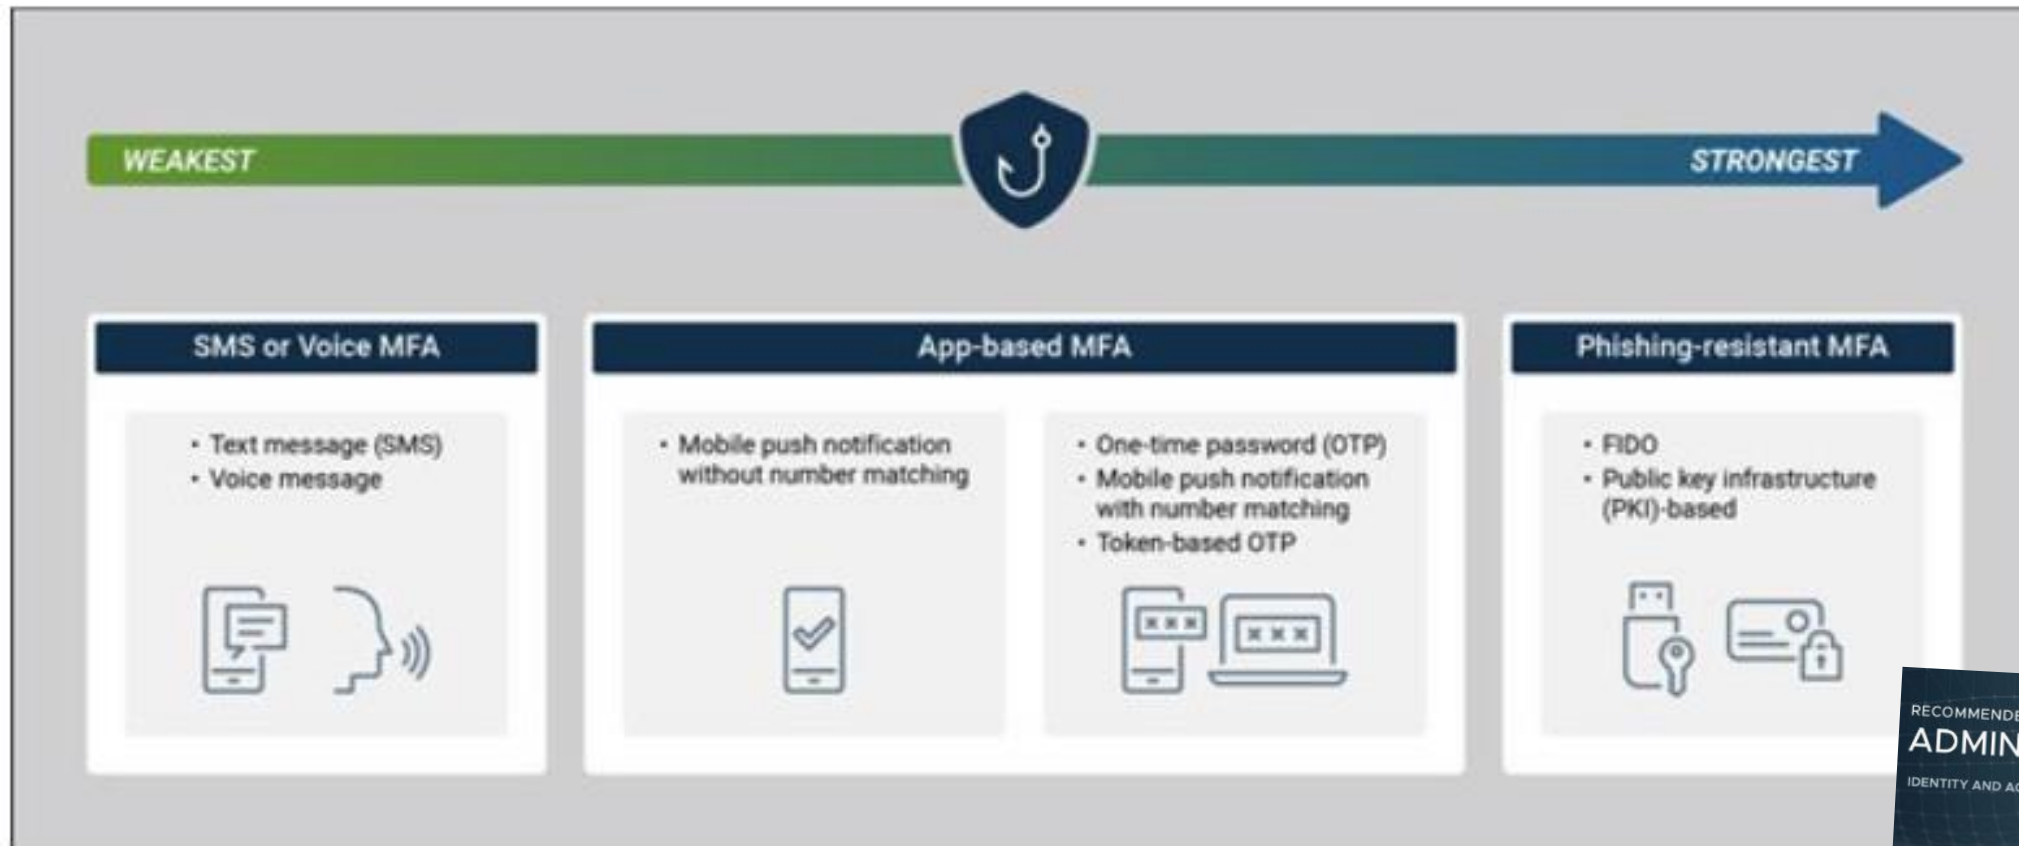 WEAKEST
STRONGEST
SMS or Voice MFA
• Text message (SMS)
• Voice message
App-based MFA
• Mobile push notification
without number matching
• One-time password (OTP)
• Mobile push notification
with number matching
• Token-based OTP
Phishing-resistant MFA
• FIDO
• Public key infrastructure
(PKI)-based
ADMIN
IDENTITY AND